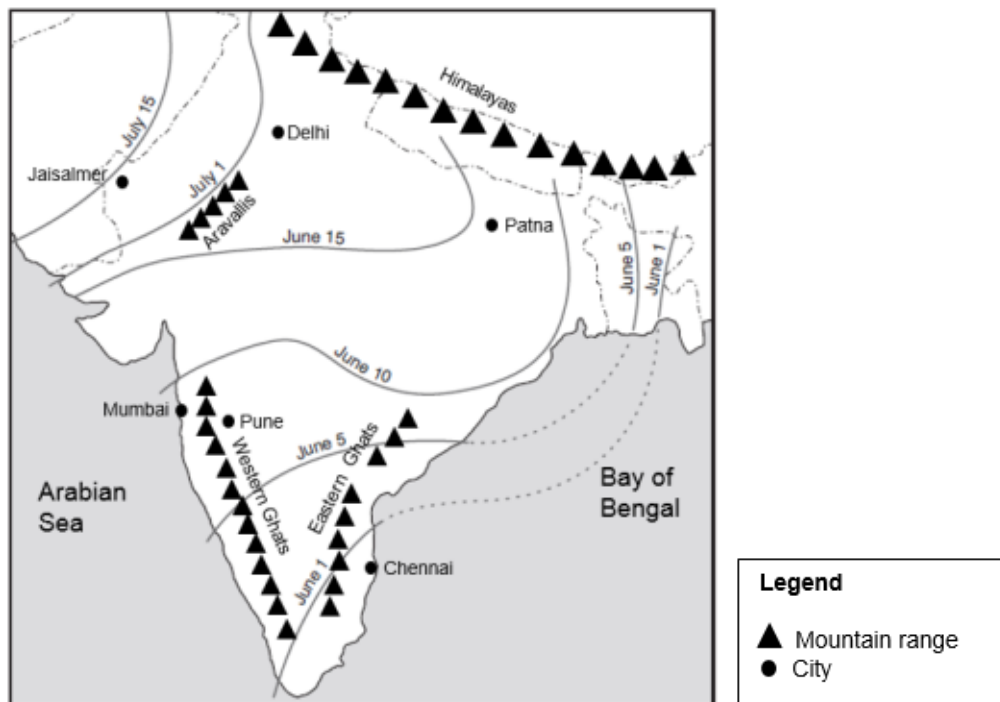 Himalayas
July 15
Delhi
Jaisalmer
July 1
Aravallis
Patna
June 15
June 5
June 1
June 10
Mumbai
Pune
June 5
Western Ghats
Eastern Ghats
Arabian
Sea
Bay of
Bengal
June 1
Chennai
Legend
Mountain range
City